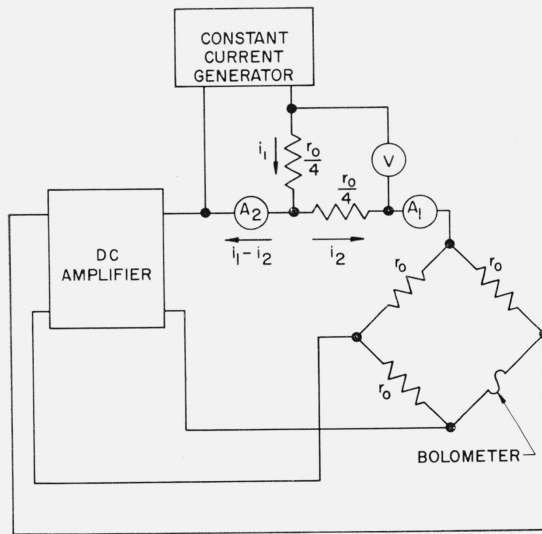 CONSTANT
CURRENT
GENERATOR
i₁
r₀
4
V
r₀
4
A₂
A₁
i₁-i₂
i₂
DC
AMPLIFIER
r₀
r₀
r₀
BOLOMETER